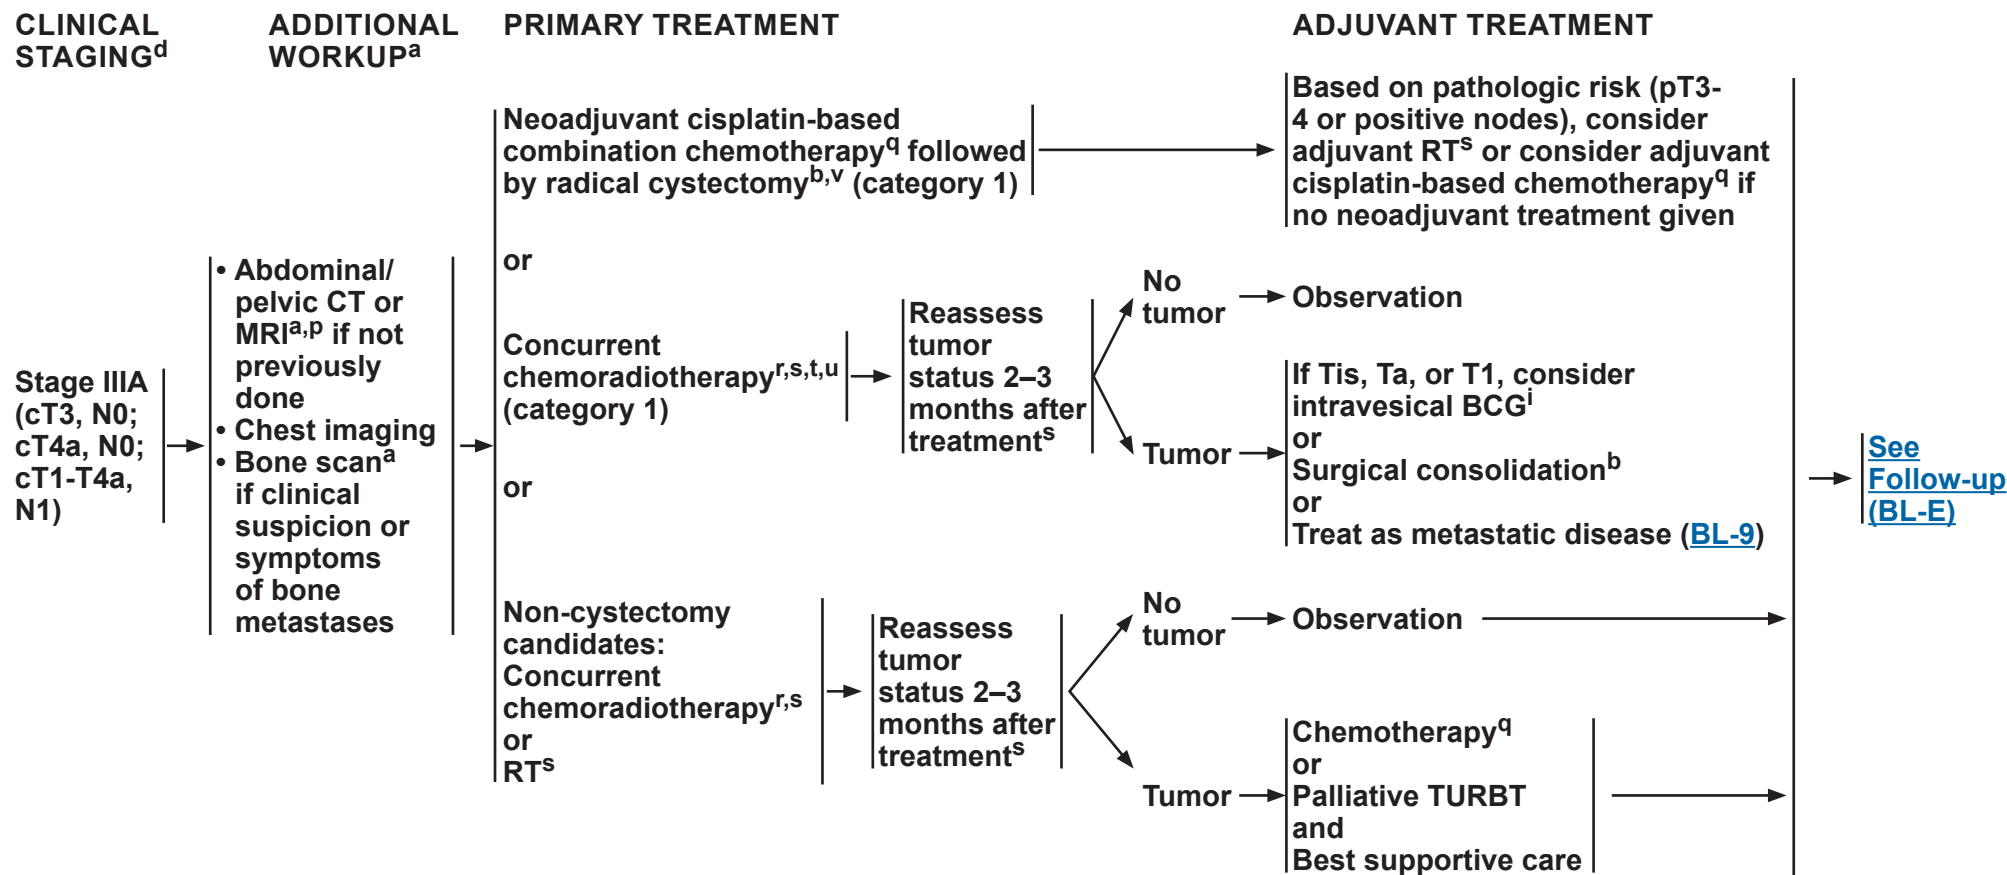 CLINICAL
STAGINGd
ADDITIONAL
WORKUPa
PRIMARY TREATMENT
ADJUVANT TREATMENT
Stage IIIA
(cT3, N0;
cT4a, N0;
cT1-T4a,
N1)
• Abdominal/
pelvic CT or
MRIa,p if not
previously
done
• Chest imaging
• Bone scana
if clinical
suspicion or
symptoms
of bone
metastases
Neoadjuvant cisplatin-based
combination chemotherapyq followed
by radical cystectomyb,v (category 1)
Based on pathologic risk (pT3-
4 or positive nodes), consider
adjuvant RTs or consider adjuvant
cisplatin-based chemotherapyq if
no neoadjuvant treatment given
or
Concurrent
chemoradiotherapyr,s,t,u
(category 1)
Reassess
tumor
status 2–3
months after
treatments
No
tumor
Observation
Tumor
If Tis, Ta, or T1, consider
intravesical BCGi
or
Surgical consolidationb
or
Treat as metastatic disease (BL-9)
or
Non-cystectomy
candidates:
Concurrent
chemoradiotherapyr,s
or
RTs
Reassess
tumor
status 2–3
months after
treatments
No
tumor
Observation
Tumor
Chemotherapyq
or
Palliative TURBT
and
Best supportive care
See
Follow-up
(BL-E)